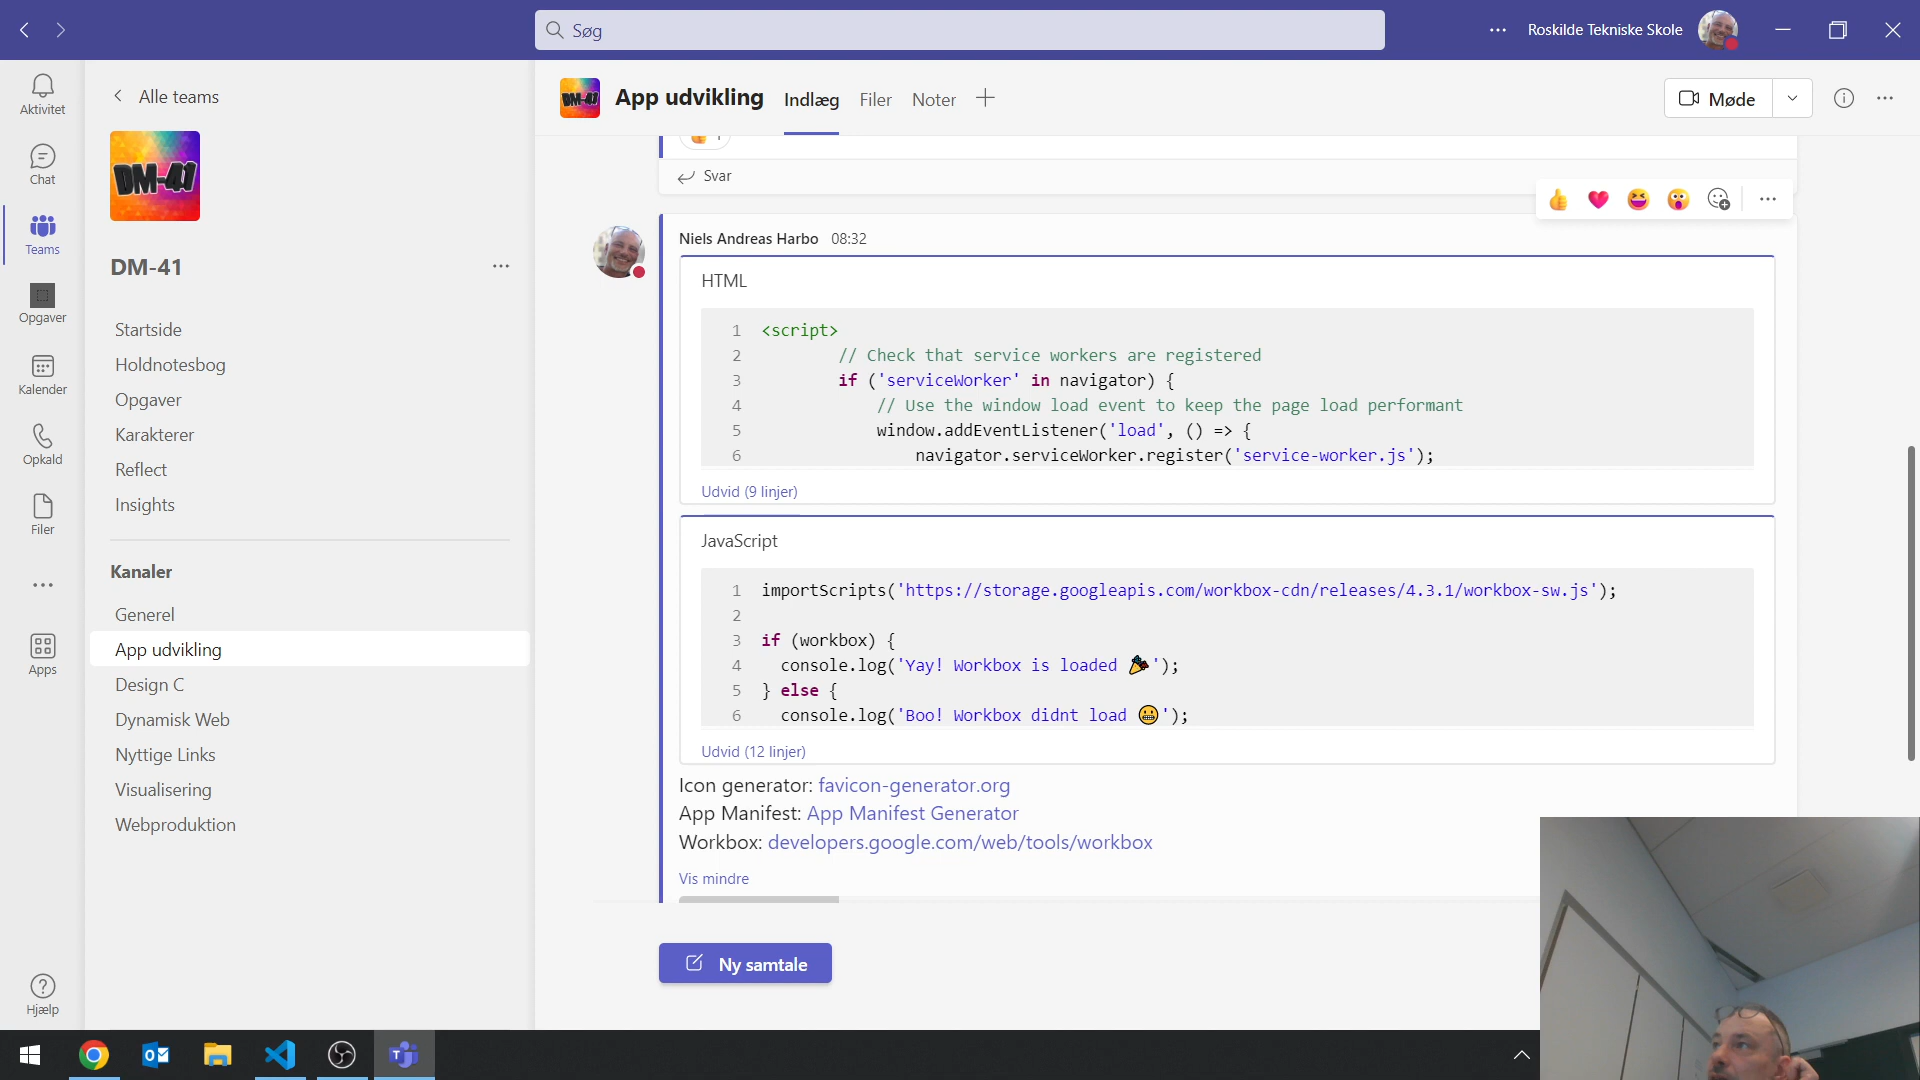 Søg
Roskilde Tekniske Skole
Aktivitet
Chat
Teams
Opgaver
Kalender
Opkald
Filer
Apps
Hjælp
Alle teams
DM-41
DM-41
Startside
Holdnotesbog
Opgaver
Karakterer
Reflect
Insights
Kanaler
Generel
App udvikling
Design C
Dynamisk Web
Nyttige Links
Visualisering
Webproduktion
DM-41
App udvikling
Indlæg
Filer
Noter
Møde
Svar
Niels Andreas Harbo 08:32
HTML
1 <script>
2 // Check that service workers are registered
3 if ('serviceWorker' in navigator) {
4 // Use the window load event to keep the page load performant
5 window.addEventListener('load', () => {
6 navigator.serviceWorker.register('service-worker.js');
Udvid (9 linjer)
JavaScript
1 importScripts('https://storage.googleapis.com/workbox-cdn/releases/4.3.1/workbox-sw.js');
2
3 if (workbox) {
4 console.log('Yay! Workbox is loaded 🎉');
5 } else {
6 console.log('Boo! Workbox didnt load 😬');
Udvid (12 linjer)
Icon generator: favicon-generator.org
App Manifest: App Manifest Generator
Workbox: developers.google.com/web/tools/workbox
Vis mindre
Ny samtale